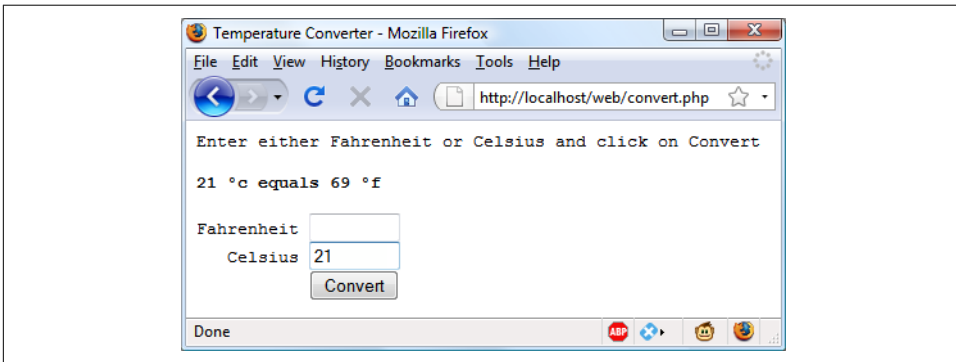 Temperature Converter - Mozilla Firefox
File Edit View History Bookmarks Tools Help
http://localhost/web/convert.php
Enter either Fahrenheit or Celsius and click on Convert
21 °c equals 69 °f
Fahrenheit
Celsius 21
Convert
Done
ABP